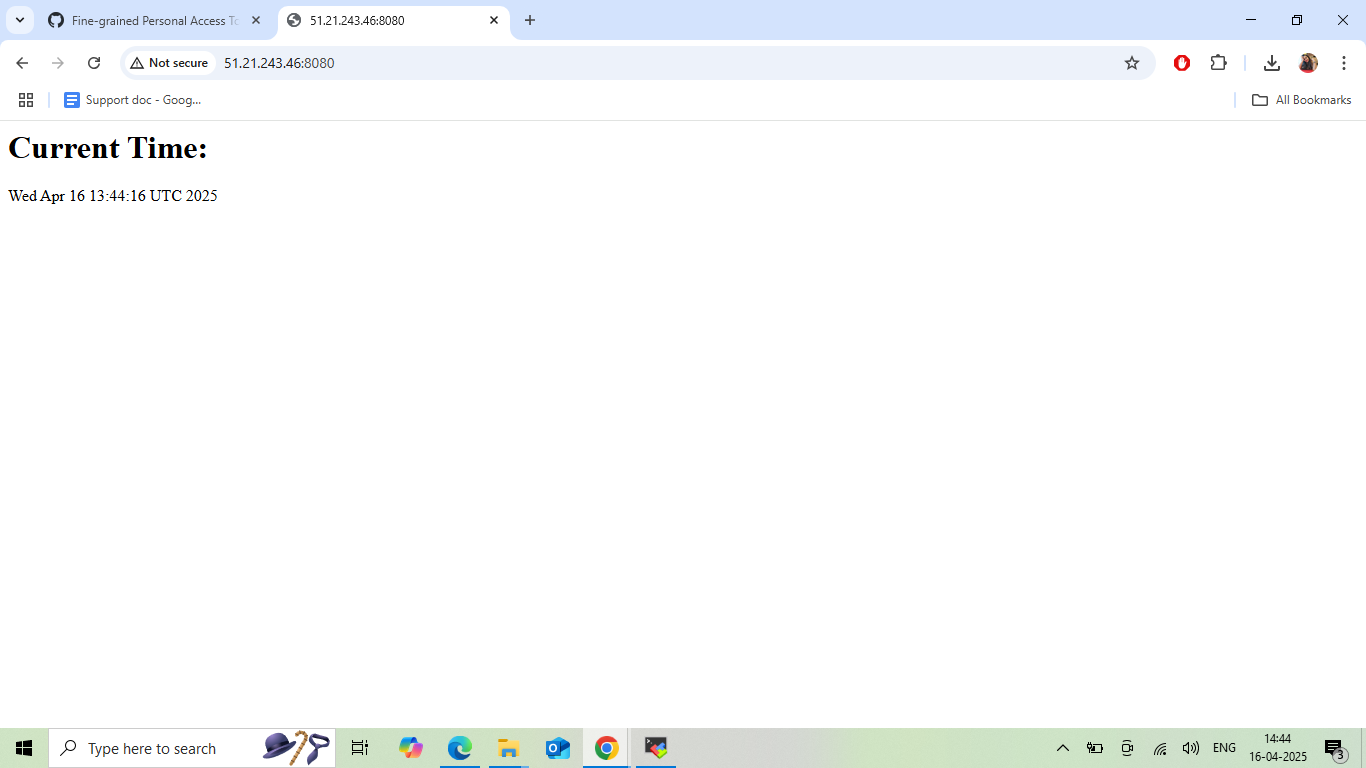 Fine-grained Personal Access To
51.21.243.46:8080
Not secure
51.21.243.46:8080
Support doc - Goog...
All Bookmarks
Current Time:
Wed Apr 16 13:44:16 UTC 2025
Type here to search
ENG
14:44
16-04-2025
3